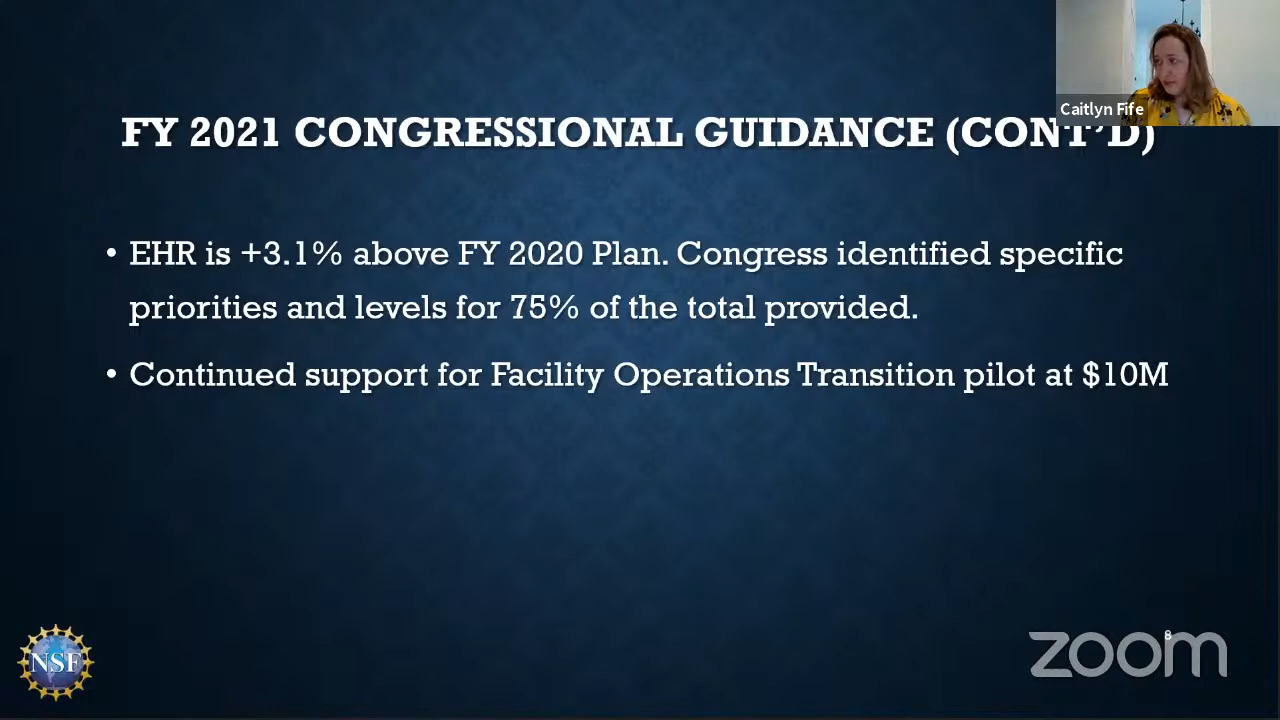 Caitlyn Fife
FY 2021 CONGRESSIONAL GUIDANCE (CONT'D)
• EHR is +3.1% above FY 2020 Plan. Congress identified specific
priorities and levels for 75% of the total provided.
• Continued support for Facility Operations Transition pilot at $10M
NSF
8
zoom